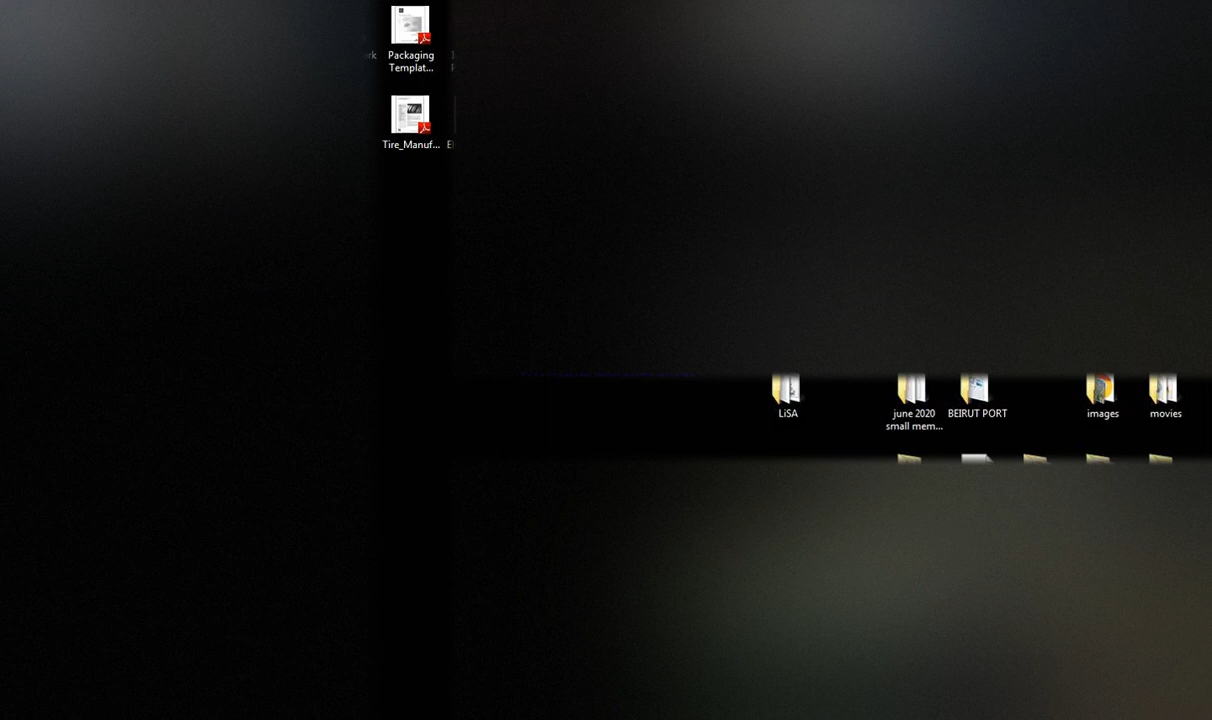 Packaging
Templat...
Tire_Manuf...
LiSA
june 2020
small mem...
BEIRUT PORT
images
movies